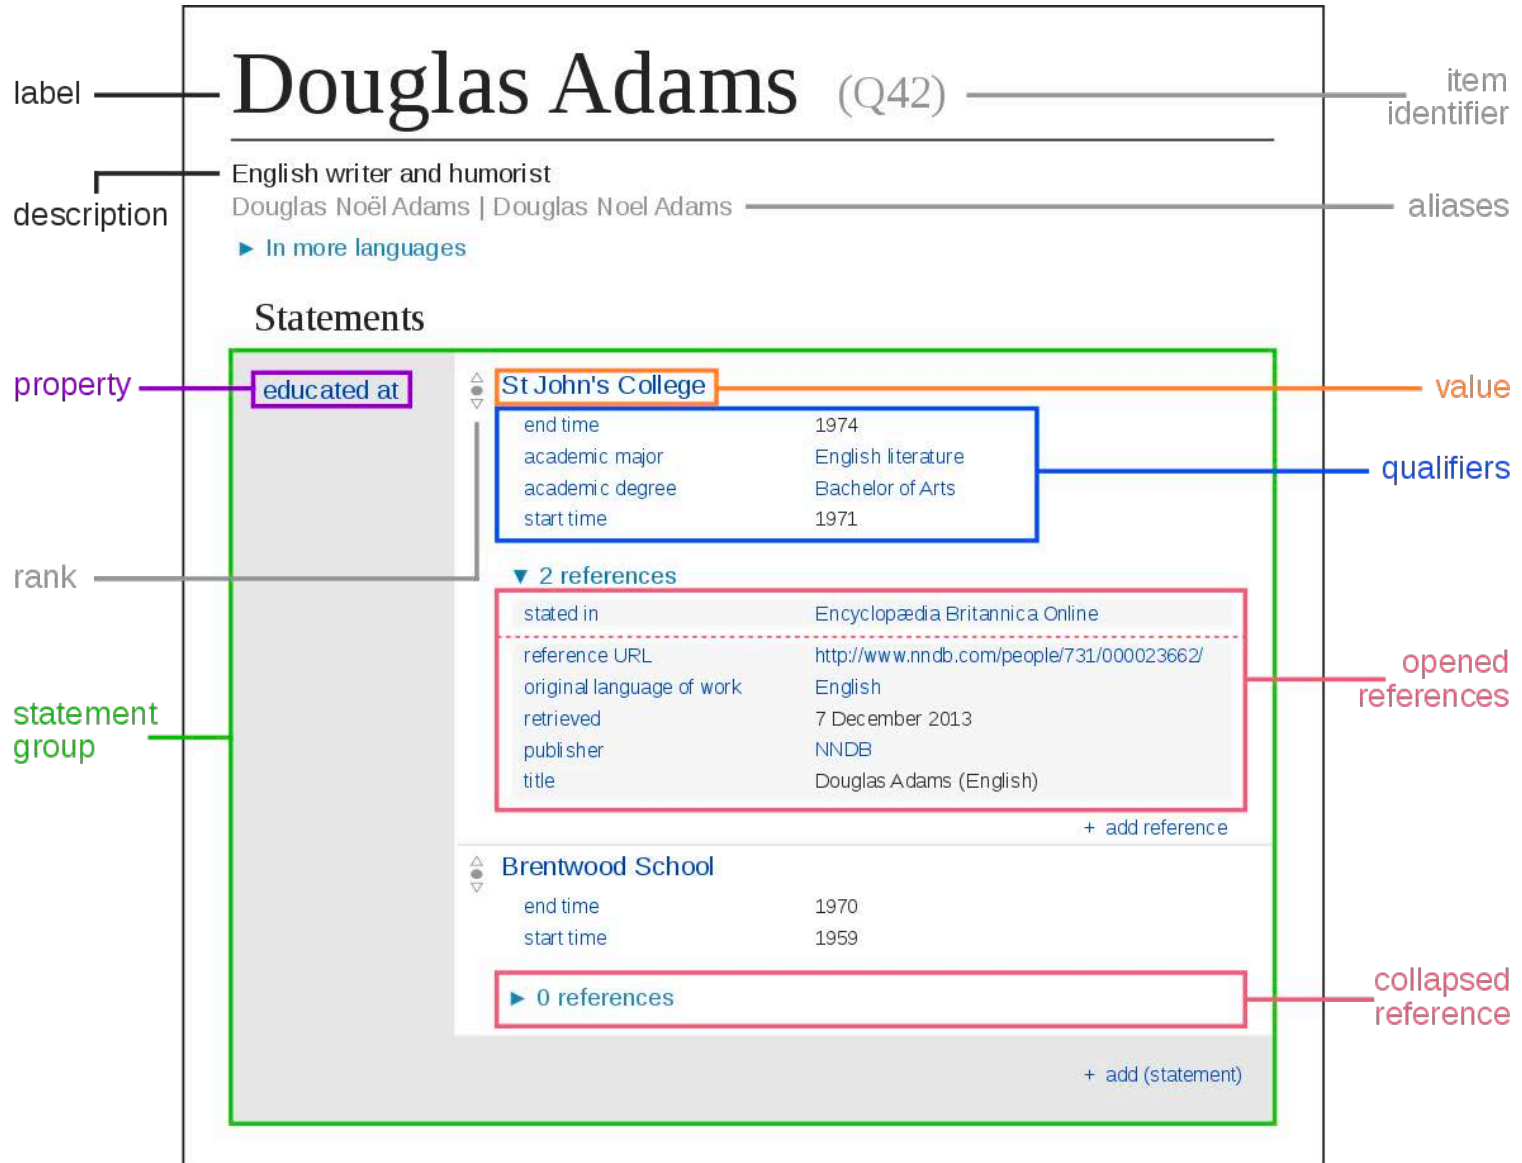 label
Douglas Adams (Q42)
item
identifier
description
English writer and humorist
Douglas Noël Adams | Douglas Noel Adams
aliases
► In more languages
Statements
property
educated at
St John's College
value
end time 1974
academic major English literature
academic degree Bachelor of Arts
start time 1971
qualifiers
rank
▼ 2 references
stated in Encyclopædia Britannica Online
reference URL http://www.nndb.com/people/731/000023662/
original language of work English
retrieved 7 December 2013
publisher NNDB
title Douglas Adams (English)
opened
references
statement
group
+ add reference
Brentwood School
end time 1970
start time 1959
► 0 references
collapsed
reference
+ add (statement)